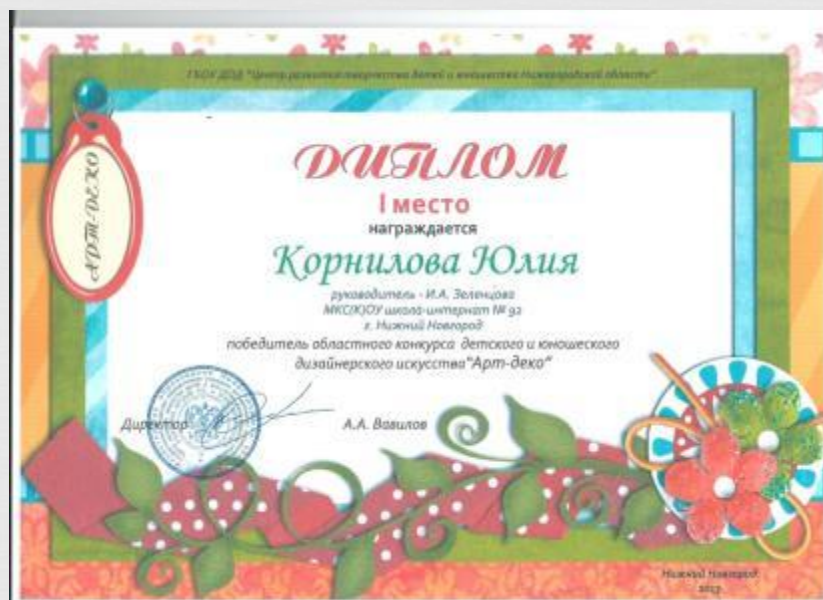 ГБОУ ДОД "Центр развития творчества детей и юношества Нижегородской области"
АРТ-ДЕКО
ДИПЛОМ
I место
награждается
Корнилова Юлия
руководитель - И.А. Зеленцова
МКС(К)ОУ школа-интернат № 92
г. Нижний Новгород
победитель областного конкурса детского и юношеского
дизайнерского искусства"Арт-деко"
Директор
А.А. Вавилов
Нижний Новгород